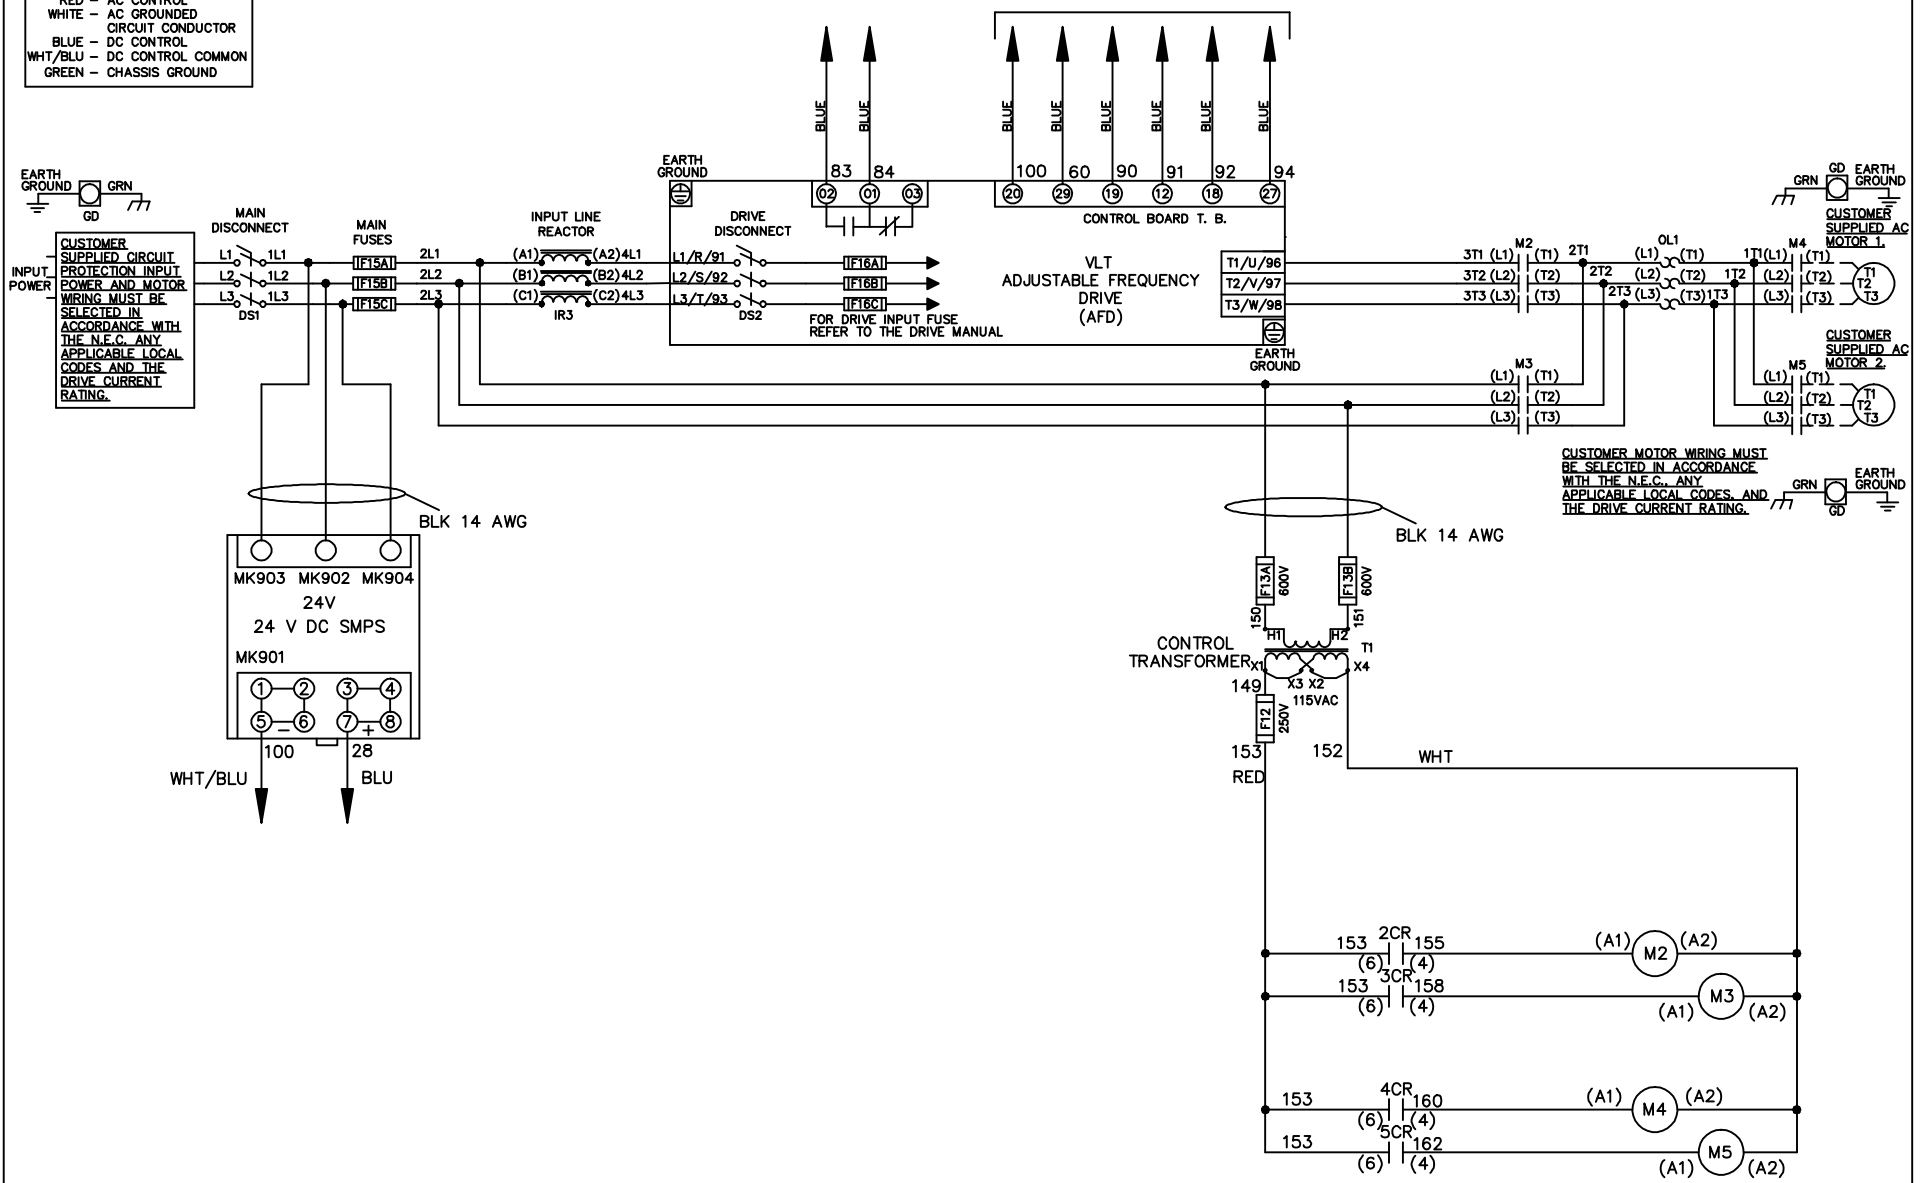 RED - AC CONTROL
WHITE - AC GROUNDED
CIRCUIT CONDUCTOR
BLUE - DC CONTROL
WHT/BLU - DC CONTROL COMMON
GREEN - CHASSIS GROUND
EARTH
GROUND
GRN
GD
INPUT
POWER
CUSTOMER
SUPPLIED CIRCUIT
PROTECTION INPUT
POWER AND MOTOR
WIRING MUST BE
SELECTED IN
ACCORDANCE WITH
THE N.E.C. ANY
APPLICABLE LOCAL
CODES AND THE
DRIVE CURRENT
RATING.
MAIN
DISCONNECT
L1 1L1
L2 1L2
L3 1L3
DS1
MAIN
FUSES
F15A
F15B
F15C
2L1
2L2
2L3
INPUT LINE
REACTOR
(A1) (A2) 4L1
(B1) (B2) 4L2
(C1) (C2) 4L3
IR3
EARTH
GROUND
L1/R/91
L2/S/92
L3/T/93
DRIVE
DISCONNECT
DS2
F16A
F16B
F16C
FOR DRIVE INPUT FUSE
REFER TO THE DRIVE MANUAL
BLUE BLUE
83 84
02 01 03
BLUE BLUE BLUE BLUE BLUE BLUE
100 60 90 91 92 94
20 29 19 12 18 27
CONTROL BOARD T. B.
VLT
ADJUSTABLE FREQUENCY
DRIVE
(AFD)
T1/U/96
T2/V/97
T3/W/98
EARTH
GROUND
M2
3T1 (L1) (T1) 2T1
3T2 (L2) (T2) 2T2
3T3 (L3) (T3) 2T3
OL1
(L1) (T1) 1T1
(L2) (T2) 1T2
(L3) (T3) 1T3
M4
(L1) (T1)
(L2) (T2)
(L3) (T3)
T1
T2
T3
GRN
GD
EARTH
GROUND
CUSTOMER
SUPPLIED AC
MOTOR 1.
M3
(L1) (T1)
(L2) (T2)
(L3) (T3)
CUSTOMER
SUPPLIED AC
MOTOR 2.
M5
(L1) (T1)
(L2) (T2)
(L3) (T3)
T1
T2
T3
CUSTOMER MOTOR WIRING MUST
BE SELECTED IN ACCORDANCE
WITH THE N.E.C., ANY
APPLICABLE LOCAL CODES, AND
THE DRIVE CURRENT RATING.
GRN
GD
EARTH
GROUND
BLK 14 AWG
MK903 MK902 MK904
24V
24 V DC SMPS
MK901
1 2 3 4
5 6 7 8
- +
100 28
WHT/BLU BLU
BLK 14 AWG
F13A 600V
F13B 600V
150 151
H1 H2
T1
CONTROL
TRANSFORMER
X1 X3 X2 X4
115VAC
149
F12 250V
153 152
RED WHT
2CR
153 155 (A1) M2 (A2)
(6) (4)
3CR
153 158 M3
(6) (4) (A1) (A2)
4CR
153 160 (A1) M4 (A2)
(6) (4)
5CR
153 162 M5
(6) (4) (A1) (A2)